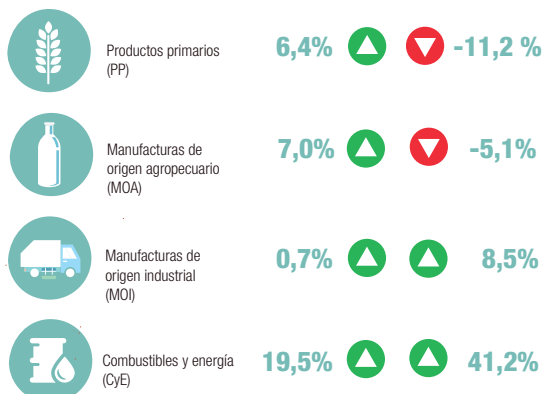 Productos primarios
(PP)
6,4%
-11,2 %
Manufacturas de
origen agropecuario
(MOA)
7,0%
-5,1%
Manufacturas de
origen industrial
(MOI)
0,7%
8,5%
Combustibles y energía
(CyE)
19,5%
41,2%